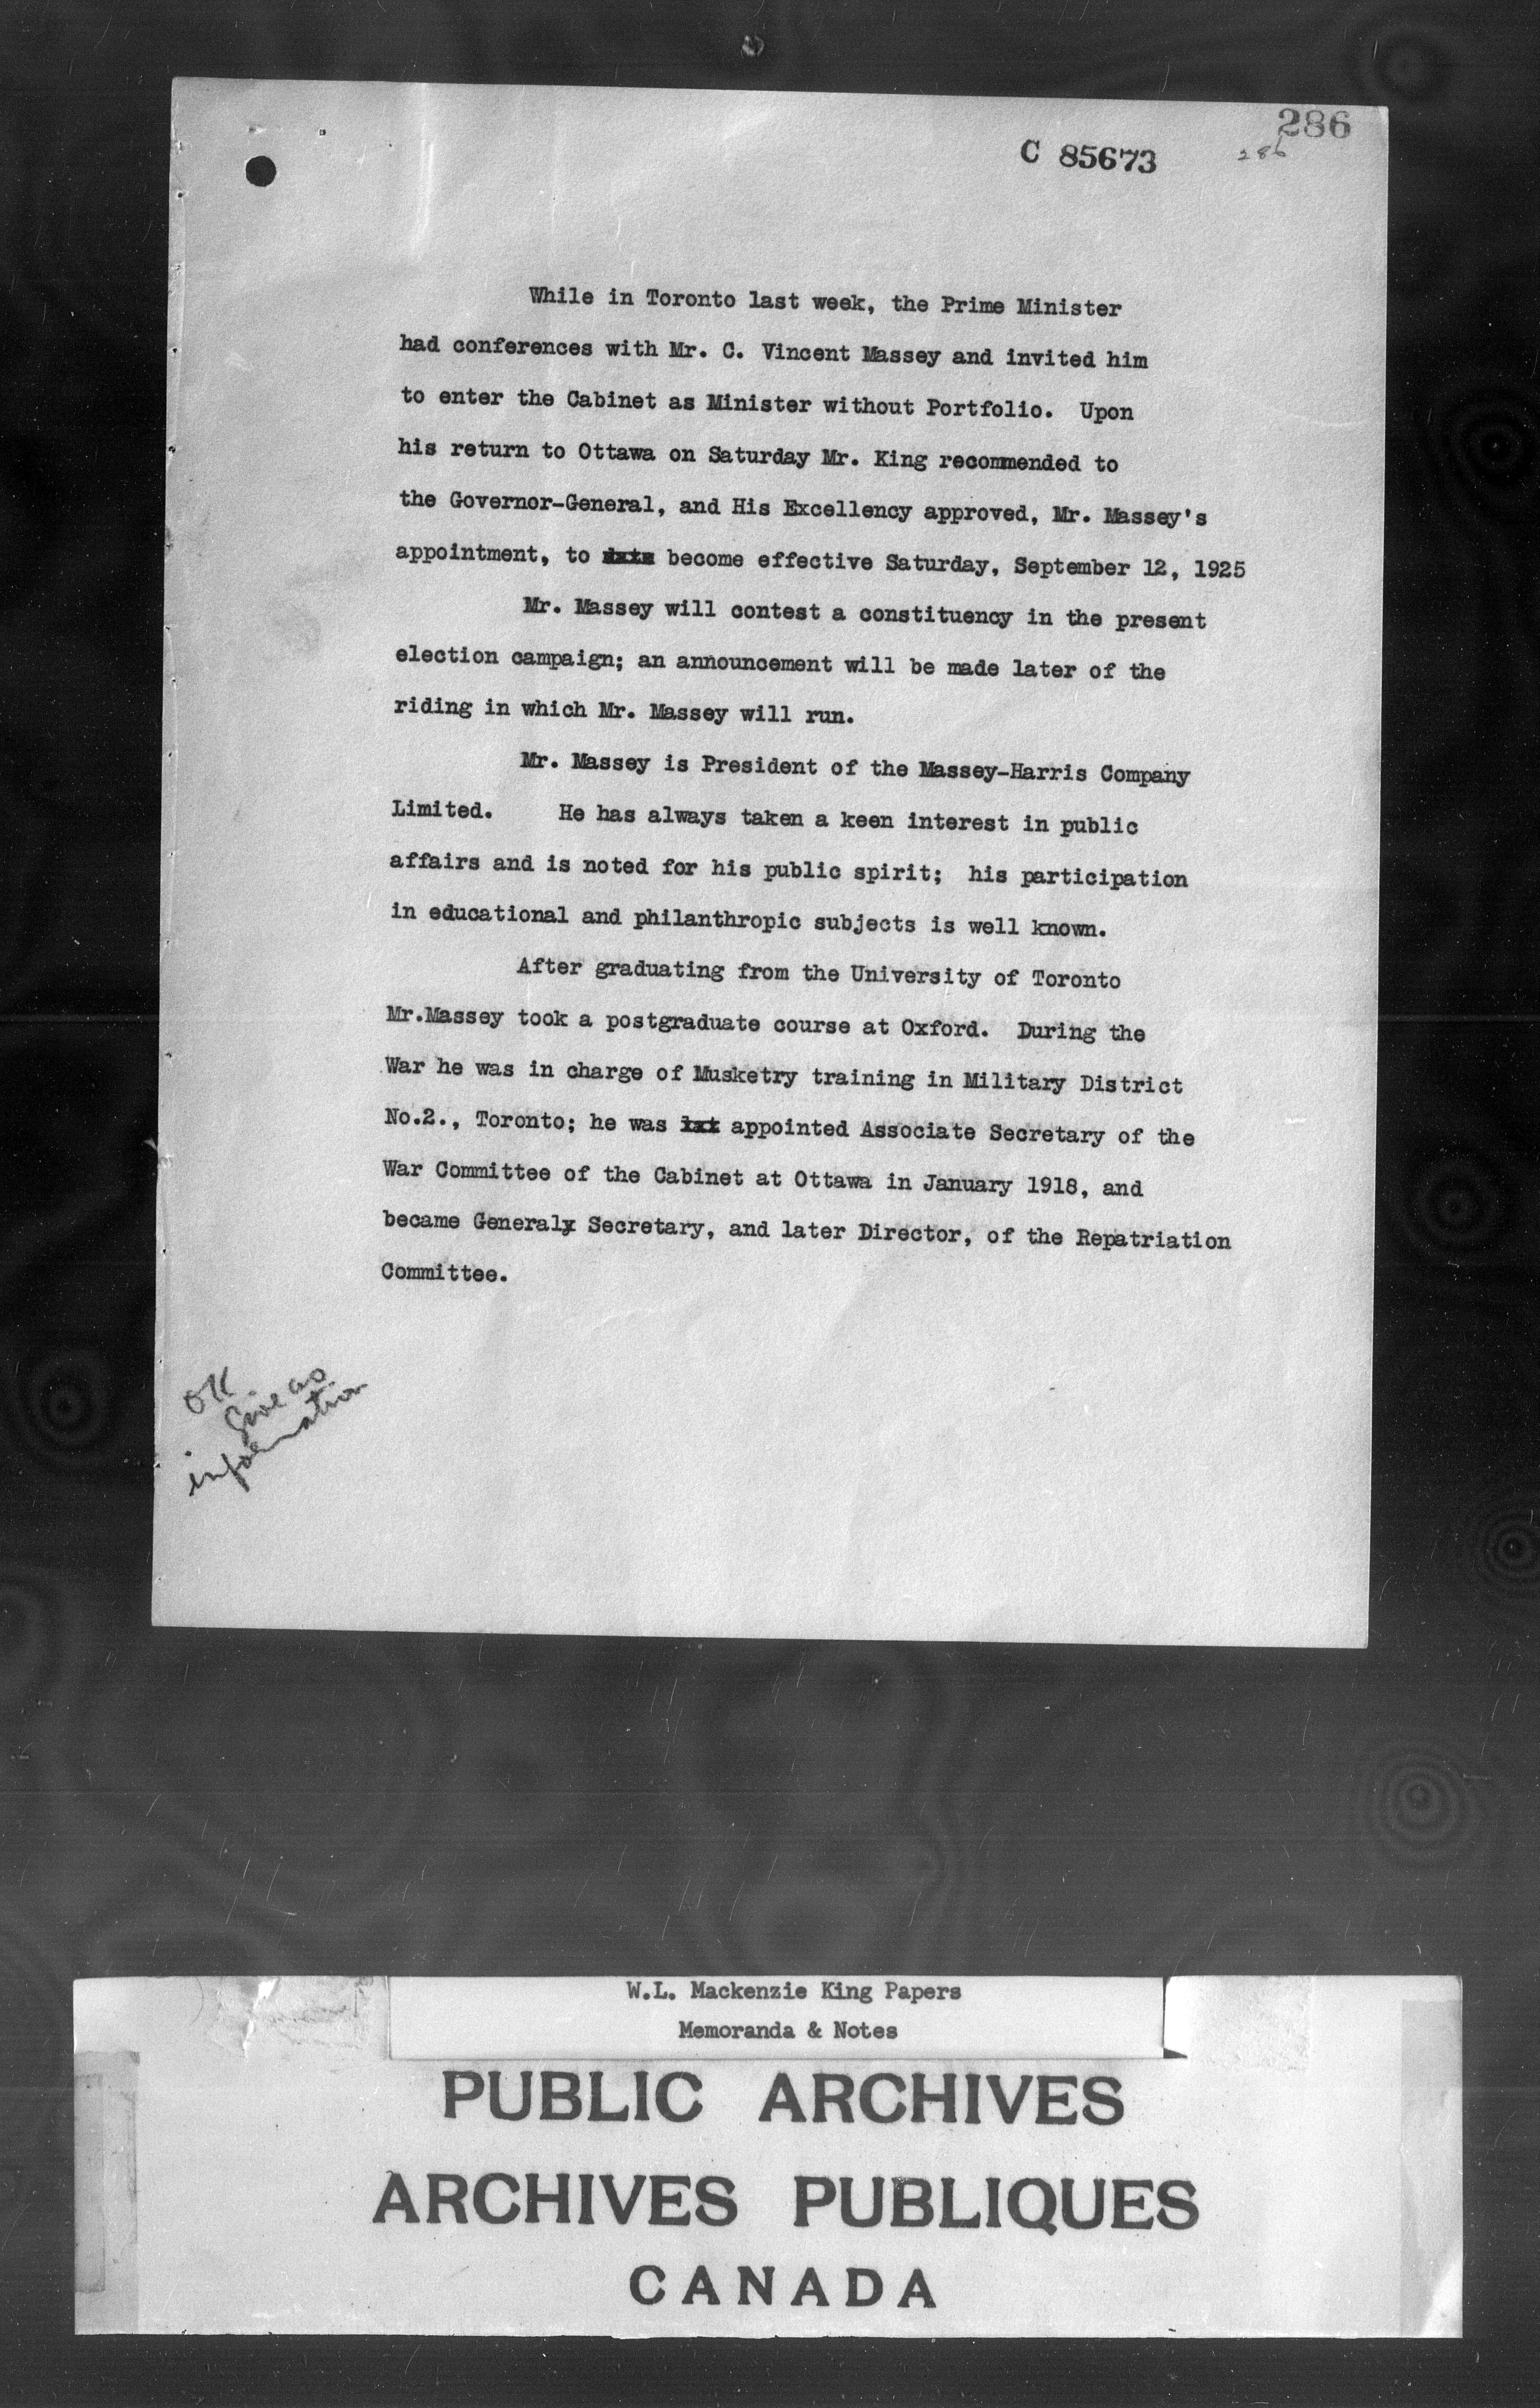 286
C 85673
286
While in Toronto last week, the Prime Minister
had conferences with Mr. C. Vincent Massey and invited him
to enter the Cabinet as Minister without Portfolio. Upon
his return to Ottawa on Saturday Mr. King recommended to
the Governor-General, and His Excellency approved, Mr. Massey's
appointment, to become effective Saturday, September 12, 1925
Mr. Massey will contest a constituency in the present
election campaign; an announcement will be made later of the
riding in which Mr. Massey will run.
Mr. Massey is President of the Massey-Harris Company
Limited. He has always taken a keen interest in public
affairs and is noted for his public spirit; his participation
in educational and philanthropic subjects is well known.
After graduating from the University of Toronto
Mr.Massey took a postgraduate course at Oxford. During the
War he was in charge of Musketry training in Military District
No.2., Toronto; he was appointed Associate Secretary of the
War Committee of the Cabinet at Ottawa in January 1918, and
became General Secretary, and later Director, of the Repatriation
Committee.
OK
Give as
information
W.L. Mackenzie King Papers
Memoranda & Notes
PUBLIC ARCHIVES
ARCHIVES PUBLIQUES
CANADA